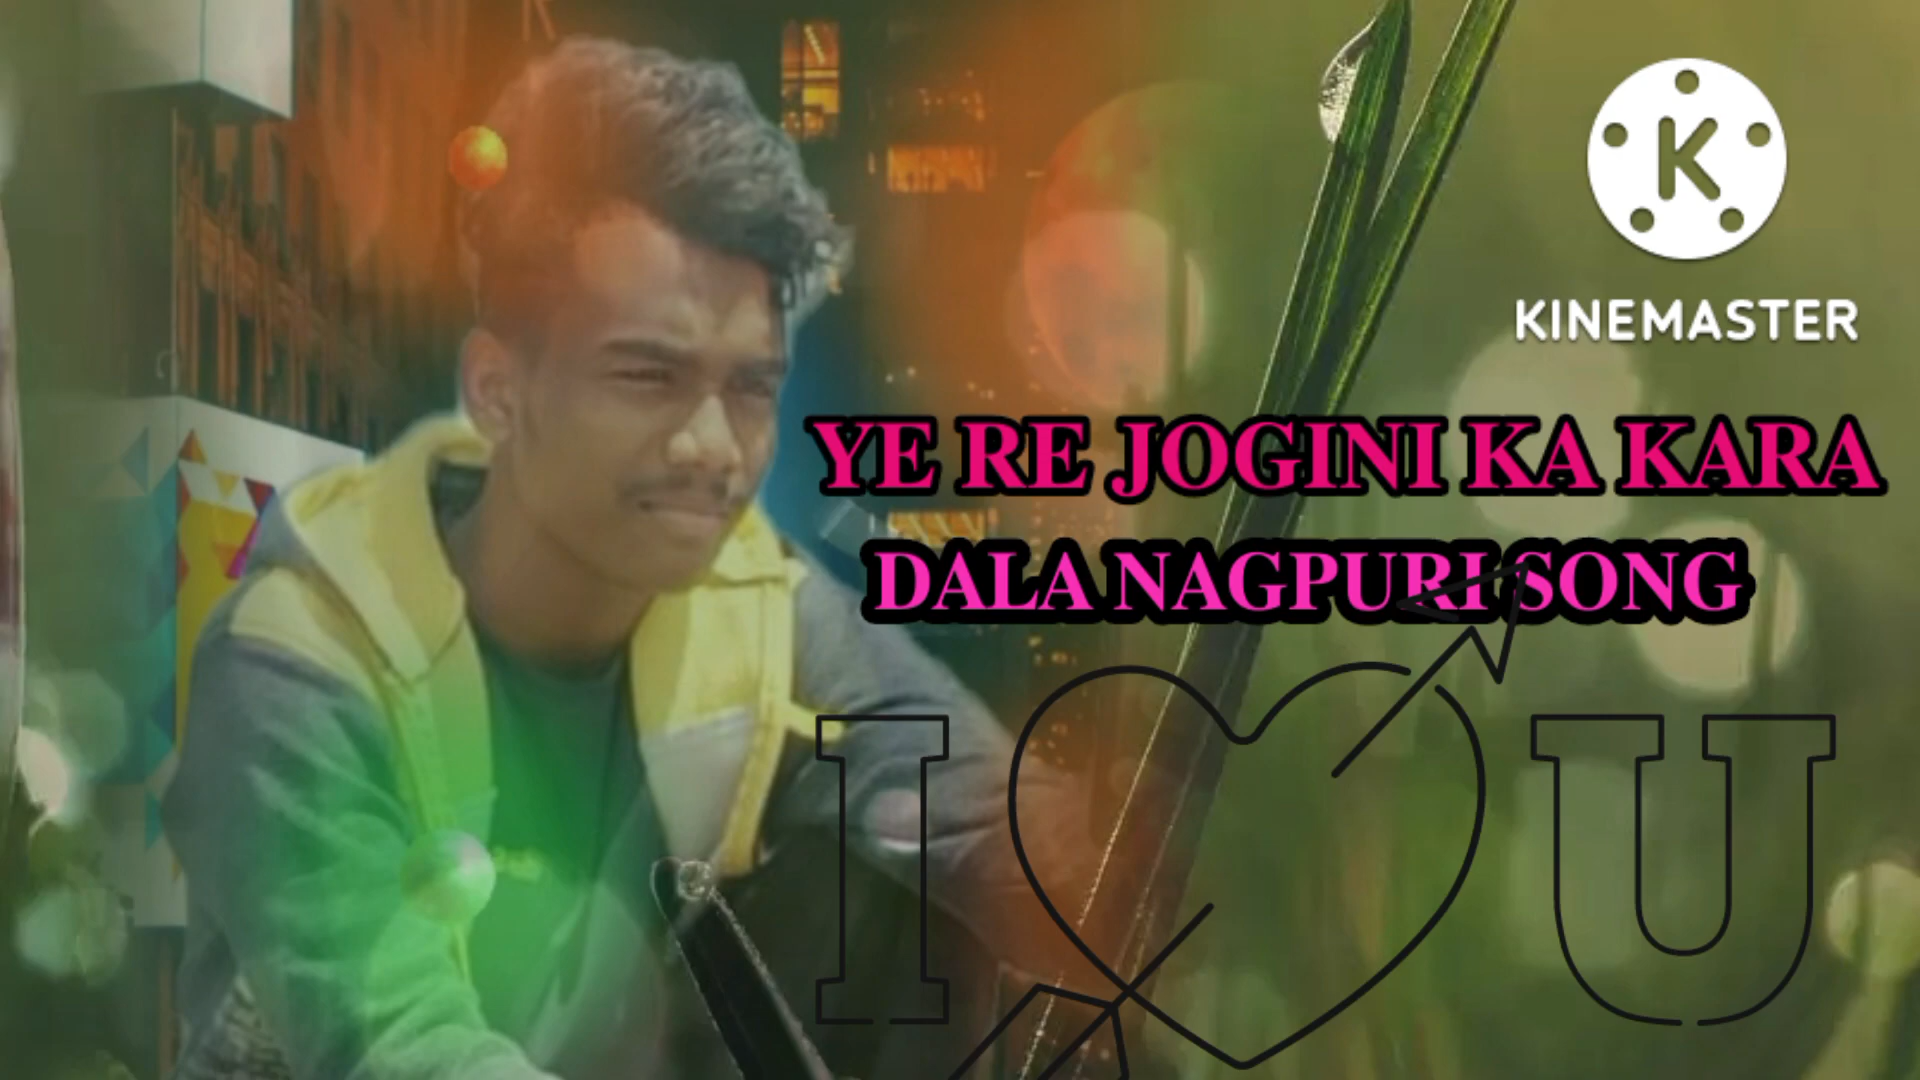 K
KINEMASTER
YE RE JOGINI KA KARA
DALA NAGPURI SONG
I U